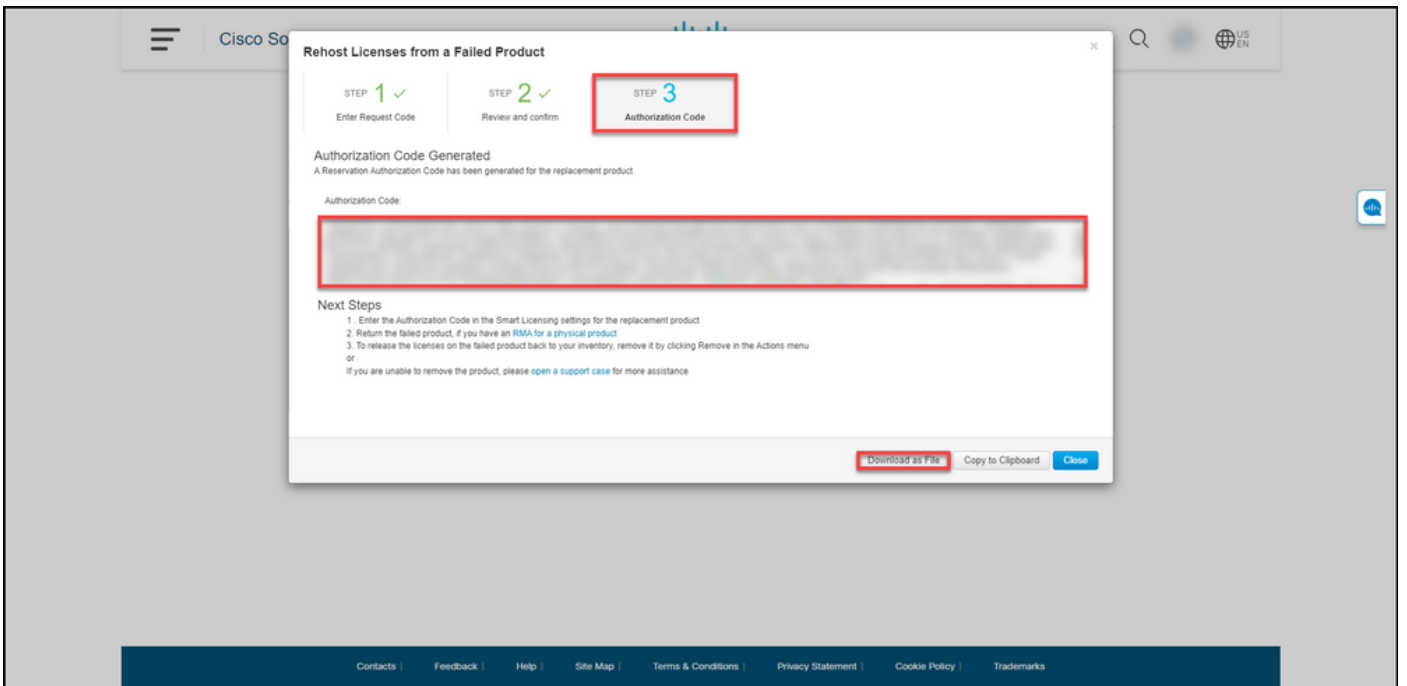 Cisco So
US
EN
Rehost Licenses from a Failed Product
×
STEP 1 ✓
Enter Request Code
STEP 2 ✓
Review and confirm
STEP 3
Authorization Code
Authorization Code Generated
A Reservation Authorization Code has been generated for the replacement product.
Authorization Code:
Next Steps
1 . Enter the Authorization Code in the Smart Licensing settings for the replacement product
2. Return the failed product, if you have an RMA for a physical product
3. To release the licenses on the failed product back to your inventory, remove it by clicking Remove in the Actions menu
or
If you are unable to remove the product, please open a support case for more assistance
Download as File
Copy to Clipboard
Close
Contacts |
Feedback |
Help |
Site Map |
Terms & Conditions |
Privacy Statement |
Cookie Policy |
Trademarks